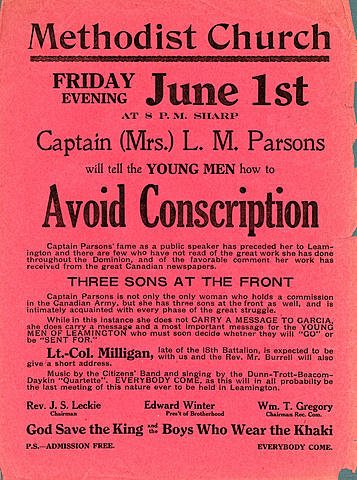 Methodist Church
FRIDAY
EVENING
June 1st
AT 8 P.M. SHARP
Captain (Mrs.) L. M. Parsons
will tell the YOUNG MEN how to
Avoid Conscription
Captain Parsons' fame as a public speaker has preceded her to Leam-
ington and there are few who have not read of the great work she has done
throughout the Dominion, and of the favorable comment her work has
received from the great Canadian newspapers.
THREE SONS AT THE FRONT
Captain Parsons is not only the only woman who holds a commission
in the Canadian Army, but she has three sons at the front as well, and is
intimately acquainted with every phase of the great struggle.
While in this instance she does not CARRY A MESSAGE TO GARCIA,
she does carry a message and a most important message for the YOUNG
MEN OF LEAMINGTON who must soon decide whether they will "GO" or
be "SENT FOR."
Lt.-Col. Milligan, late of the 18th Battalion, is expected to be
with us and the Rev. Mr. Burrell will also
give a short address.
Music by the Citizens' Band and singing by the Dunn-Trott-Beacom-
Daykin "Quartette". EVERYBODY COME, as this will in all probabilty be
the last meeting of this nature ever to be held in Leamington.
Rev. J. S. Leckie
Chairman
Edward Winter
Pres't of Brotherhood
Wm. T. Gregory
Chairman Rec. Com.
God Save the King and the Boys Who Wear the Khaki
P.S.—ADMISSION FREE.
EVERYBODY COME.